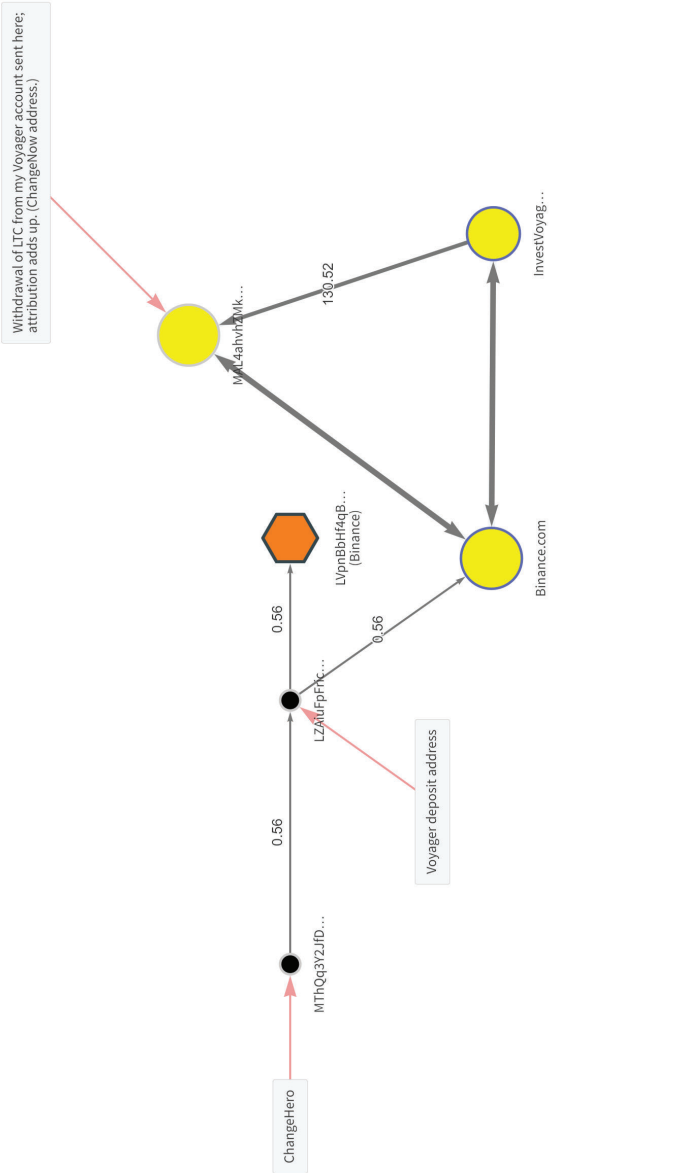 Withdrawal of LTC from my Voyager account sent here;
attribution adds up. (ChangeNow address.)
130.52
InvestVoyag…
LVpnBbHf4qB…
(Binance)
0.56
0.56
Binance.com
0.56
Voyager deposit address
MThQq3Y2JfD…
ChangeHero